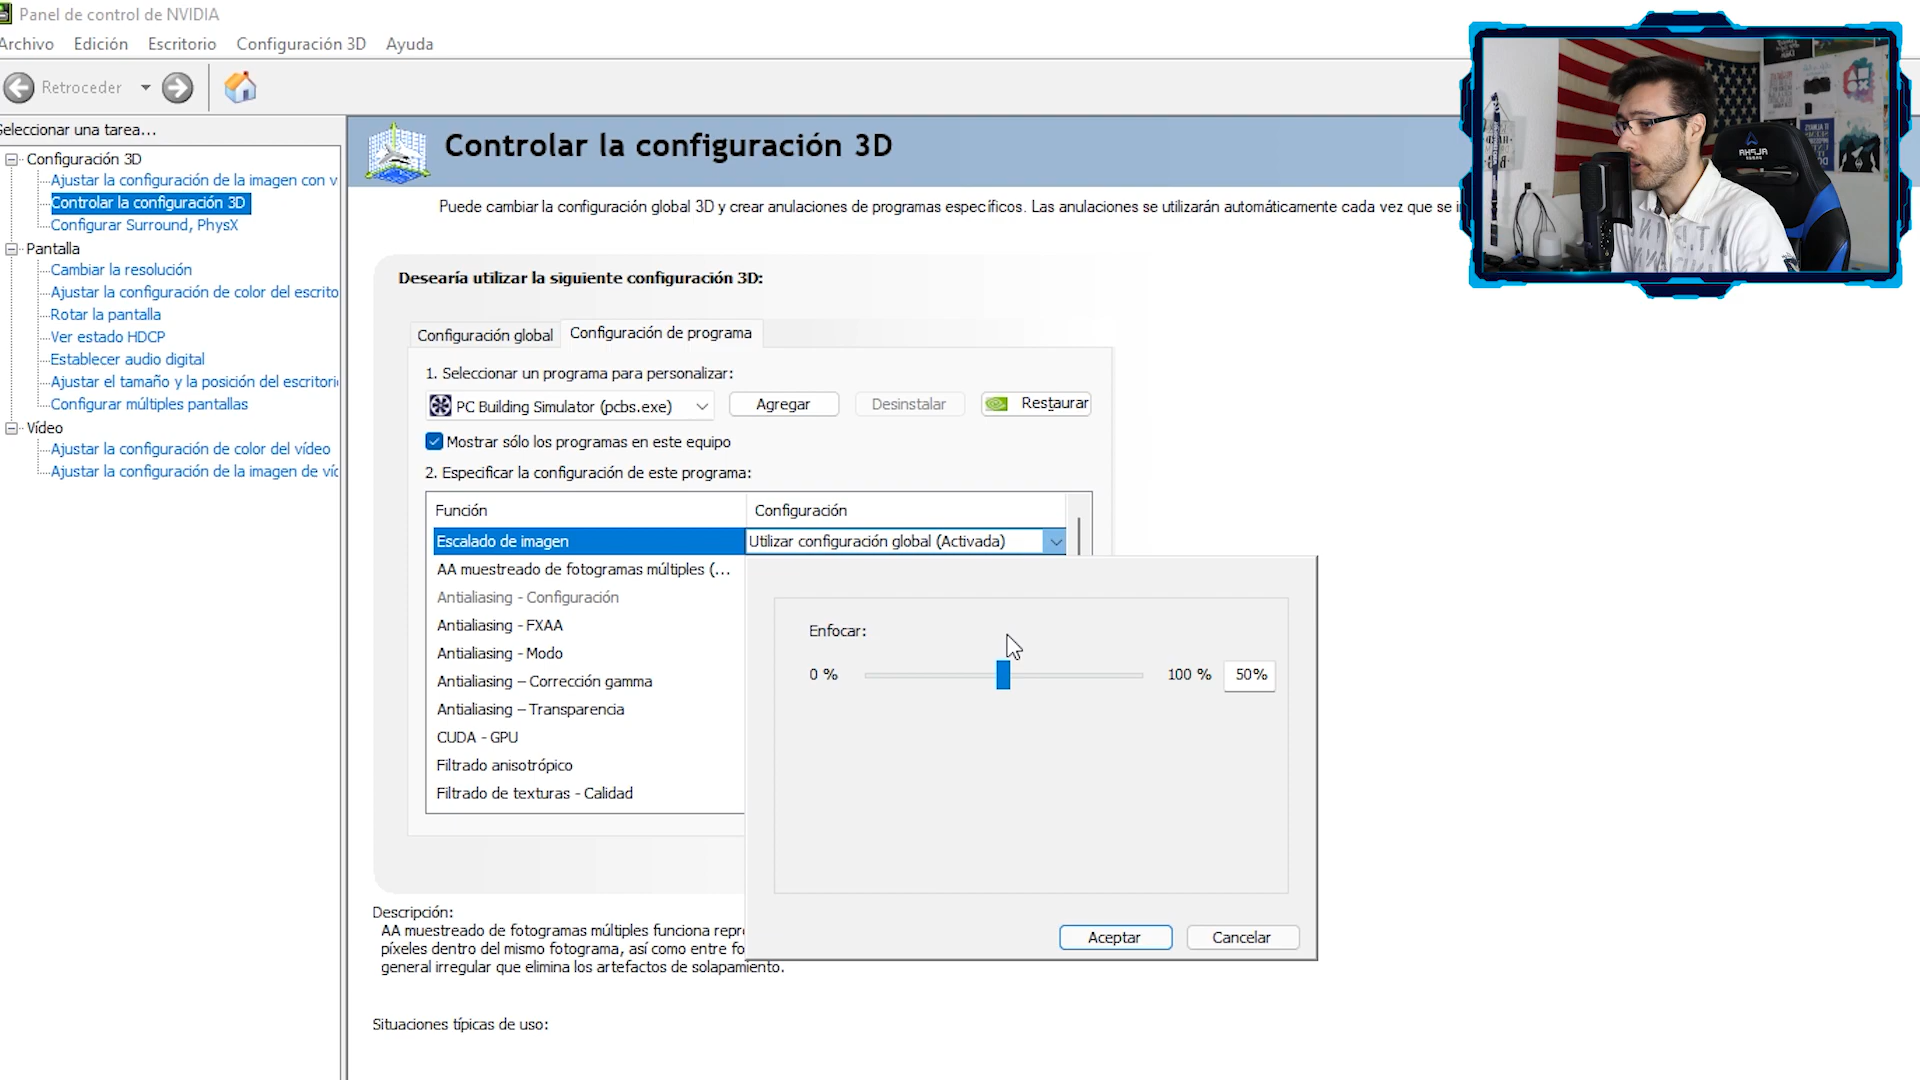 Panel de control de NVIDIA
Archivo Edición Escritorio Configuración 3D Ayuda
Retroceder
Seleccionar una tarea...
Configuración 3D
Ajustar la configuración de la imagen con v
Controlar la configuración 3D
Configurar Surround, PhysX
Pantalla
Cambiar la resolución
Ajustar la configuración de color del escrito
Rotar la pantalla
Ver estado HDCP
Establecer audio digital
Ajustar el tamaño y la posición del escritori
Configurar múltiples pantallas
Vídeo
Ajustar la configuración de color del vídeo
Ajustar la configuración de la imagen de víd
Controlar la configuración 3D
Puede cambiar la configuración global 3D y crear anulaciones de programas específicos. Las anulaciones se utilizarán automáticamente cada vez que se i
Desearía utilizar la siguiente configuración 3D:
Configuración global Configuración de programa
1. Seleccionar un programa para personalizar:
PC Building Simulator (pcbs.exe) Agregar Desinstalar Restaurar
Mostrar sólo los programas en este equipo
2. Especificar la configuración de este programa:
Función Configuración
Escalado de imagen Utilizar configuración global (Activada)
AA muestreado de fotogramas múltiples (...
Antialiasing - Configuración
Antialiasing - FXAA
Antialiasing - Modo
Antialiasing – Corrección gamma
Antialiasing – Transparencia
CUDA - GPU
Filtrado anisotrópico
Filtrado de texturas - Calidad
Enfocar:
0 % 100 % 50%
Aceptar Cancelar
Descripción:
AA muestreado de fotogramas múltiples funciona repr
píxeles dentro del mismo fotograma, así como entre fo
general irregular que elimina los artefactos de solapamiento.
Situaciones típicas de uso:
ALPHA